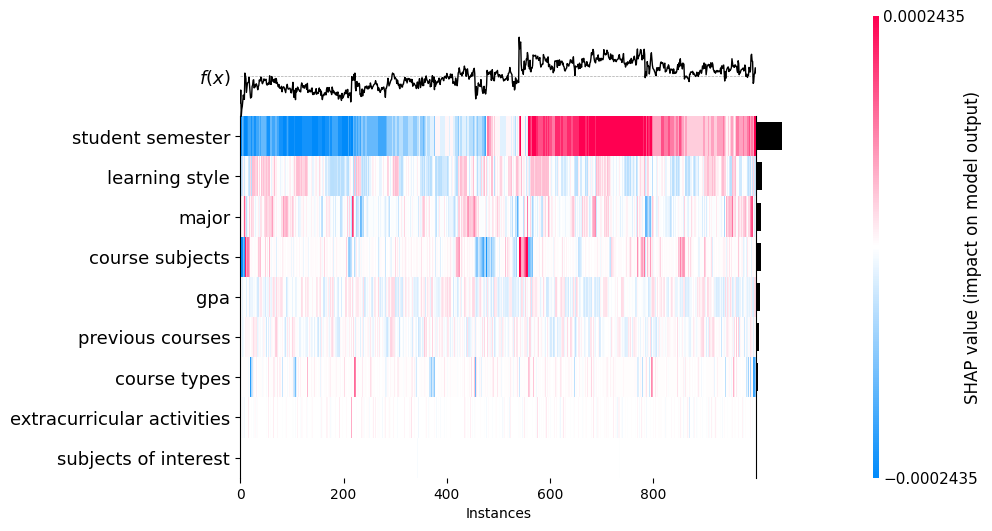 0.0002435
f(x)
student semester
learning style
major
course subjects
gpa
previous courses
course types
extracurricular activities
subjects of interest
SHAP value (impact on model output)
−0.0002435
0 200 400 600 800
Instances